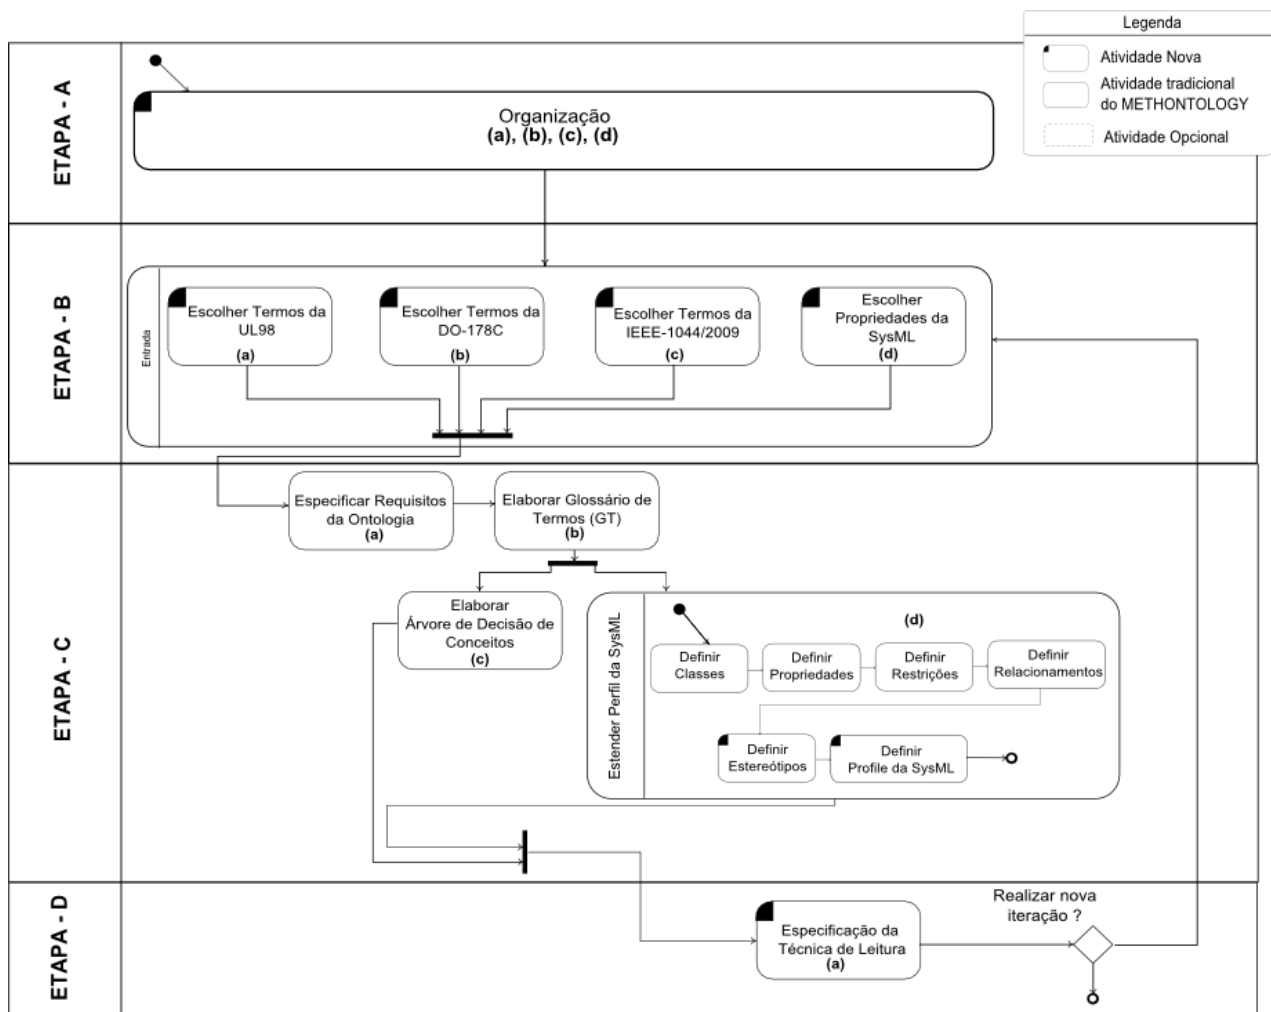 Legenda
Atividade Nova
Atividade tradicional
do METHONTOLOGY
Atividade Opcional
ETAPA - A
Organização
(a), (b), (c), (d)
ETAPA - B
Entrada
Escolher Termos da
UL98
(a)
Escolher Termos da
DO-178C
(b)
Escolher Termos da
IEEE-1044/2009
(c)
Escolher
Propriedades da
SysML
(d)
ETAPA - C
Especificar Requisitos
da Ontologia
(a)
Elaborar Glossário de
Termos (GT)
(b)
Elaborar
Árvore de Decisão de
Conceitos
(c)
Estender Perfil da SysML
(d)
Definir
Classes
Definir
Propriedades
Definir
Restrições
Definir
Relacionamentos
Definir
Estereótipos
Definir
Profile da SysML
ETAPA - D
Especificação da
Técnica de Leitura
(a)
Realizar nova
iteração ?